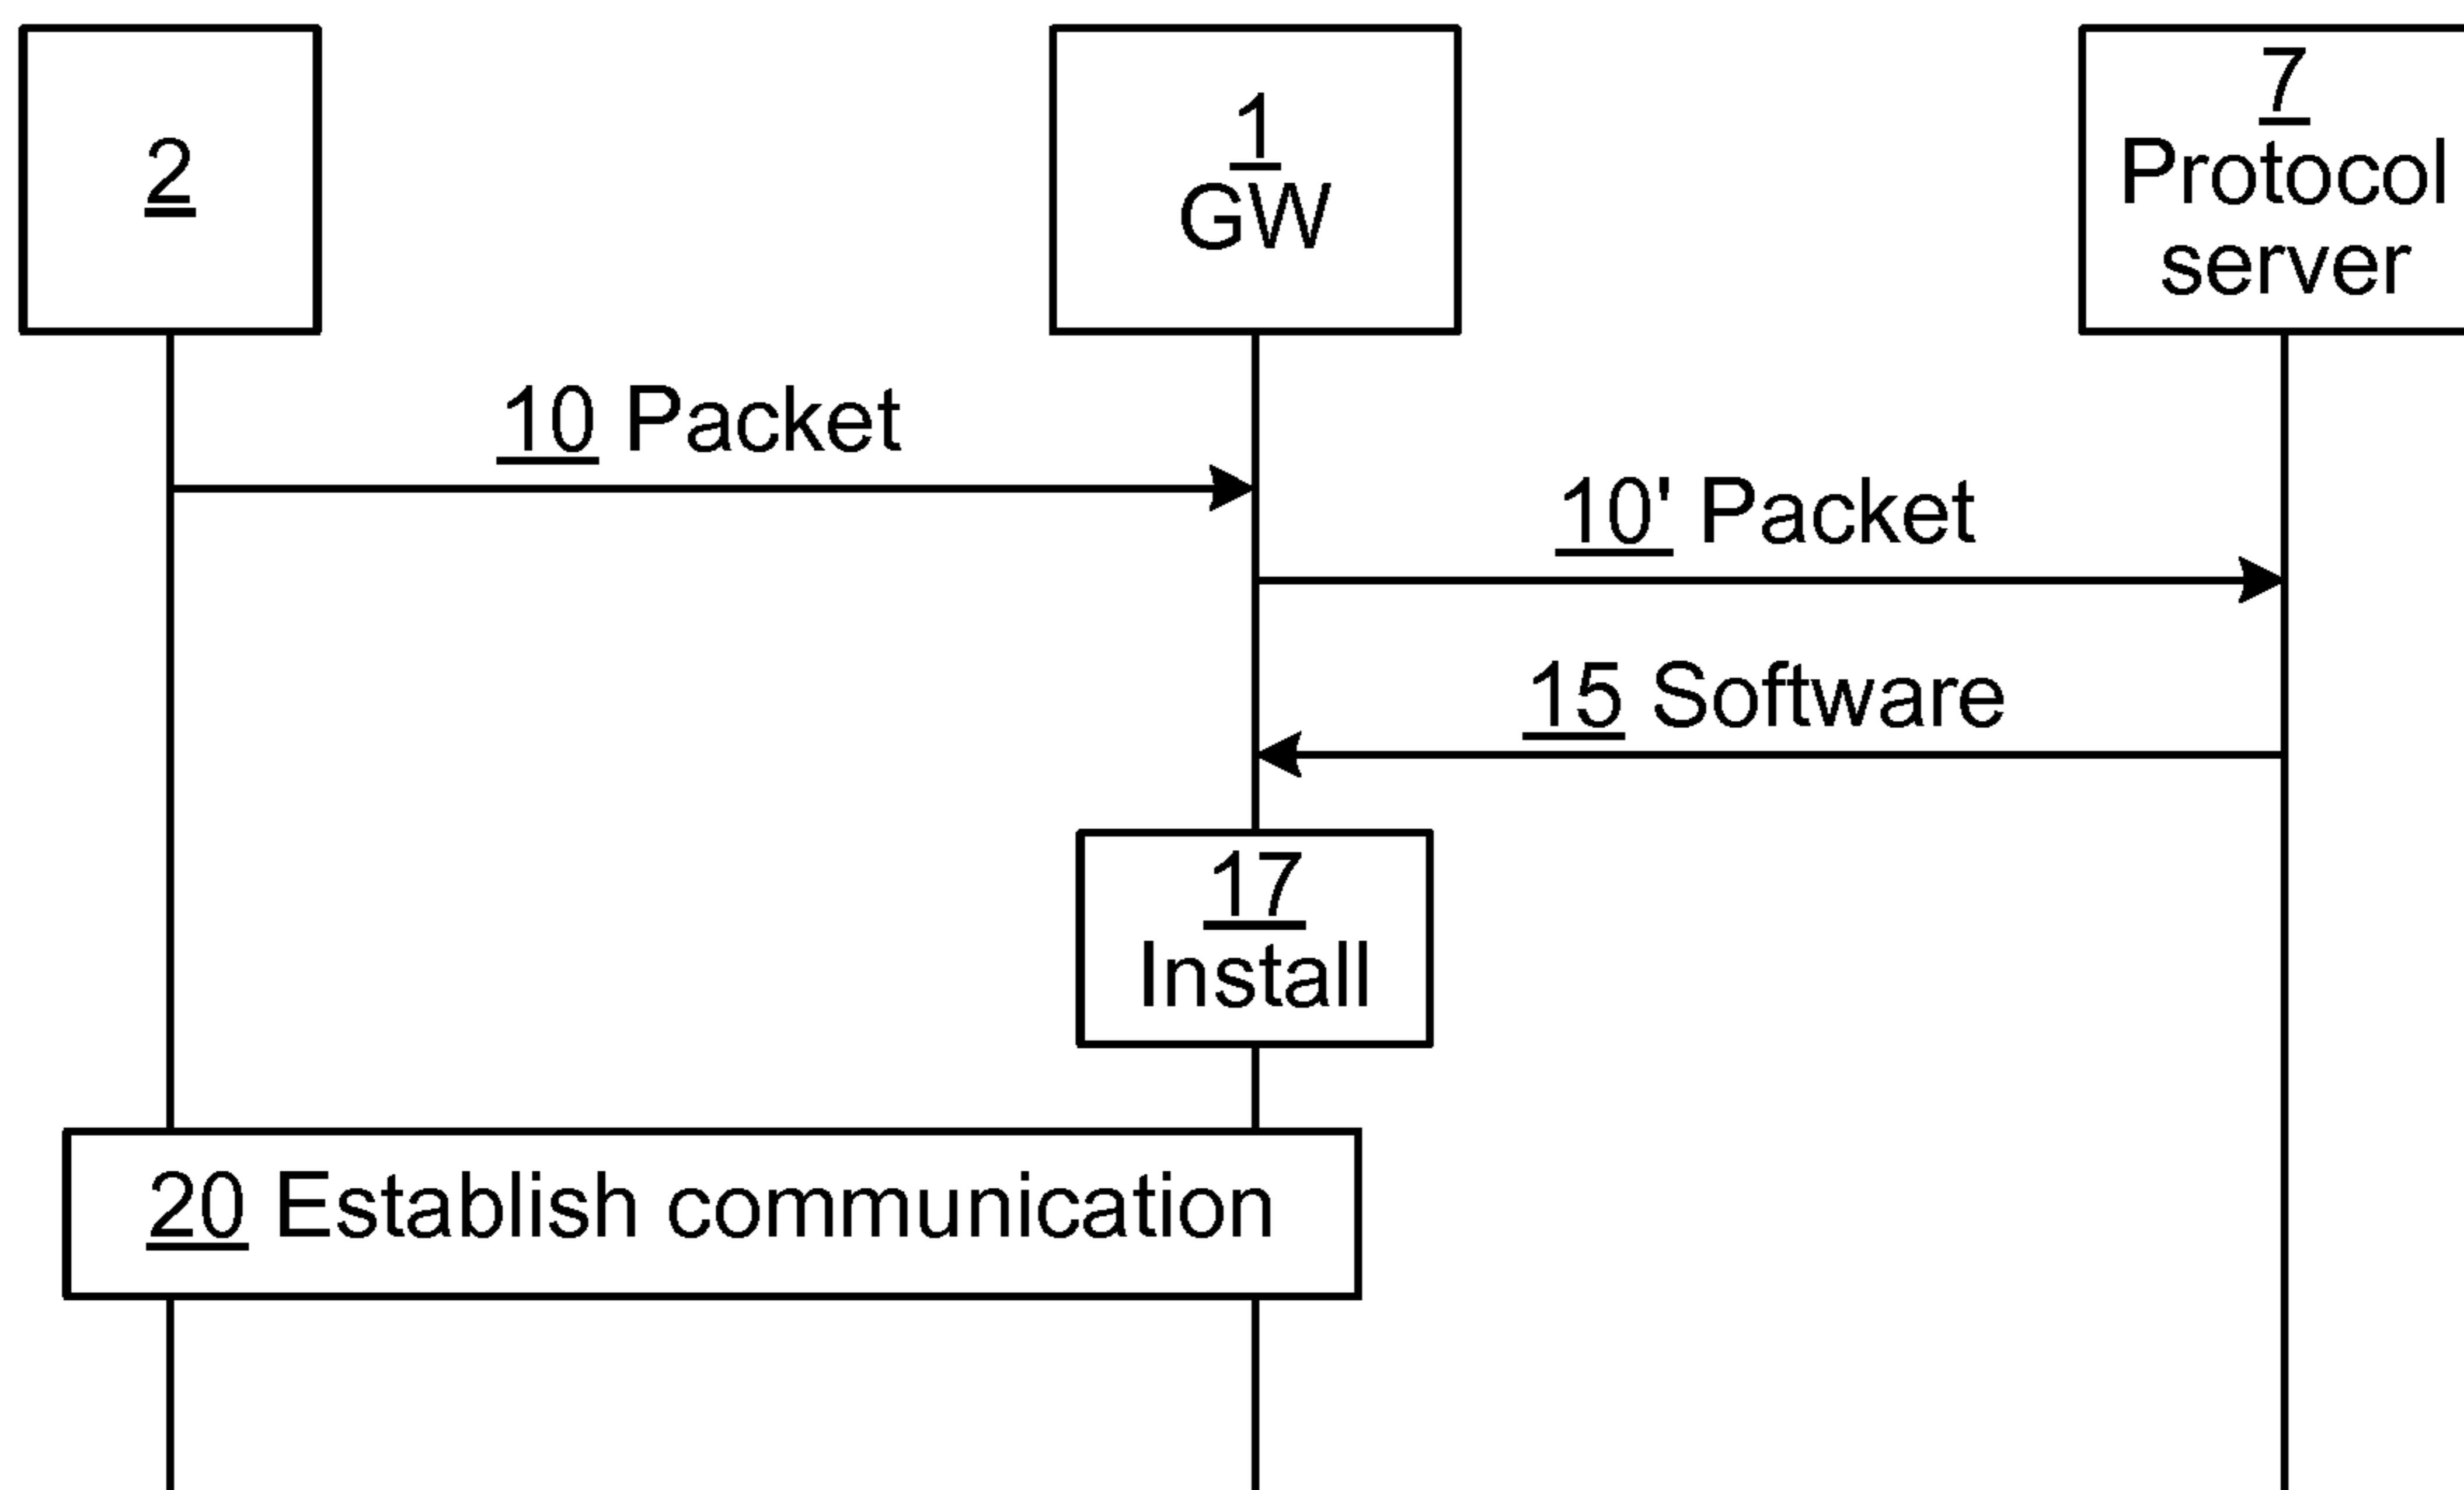 2
1
GW
7
Protocol
server
10 Packet
10' Packet
15 Software
17
Install
20 Establish communication